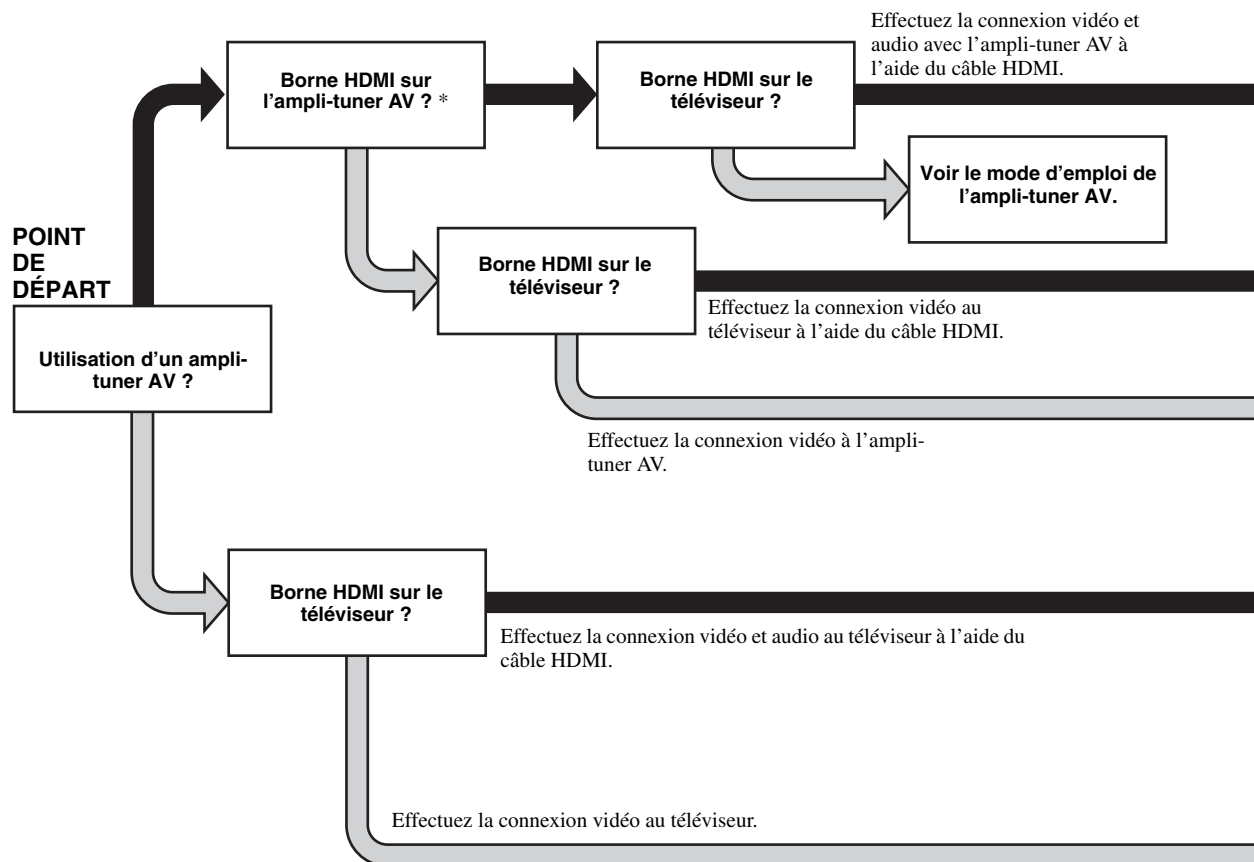 Effectuez la connexion vidéo et
audio avec l’ampli-tuner AV à
l’aide du câble HDMI.
Borne HDMI sur
l’ampli-tuner AV ? *
Borne HDMI sur le
téléviseur ?
Voir le mode d’emploi de
l’ampli-tuner AV.
POINT
DE
DÉPART
Borne HDMI sur le
téléviseur ?
Effectuez la connexion vidéo au
téléviseur à l’aide du câble HDMI.
Utilisation d’un ampli-
tuner AV ?
Effectuez la connexion vidéo à l’ampli-
tuner AV.
Borne HDMI sur le
téléviseur ?
Effectuez la connexion vidéo et audio au téléviseur à l’aide du
câble HDMI.
Effectuez la connexion vidéo au téléviseur.